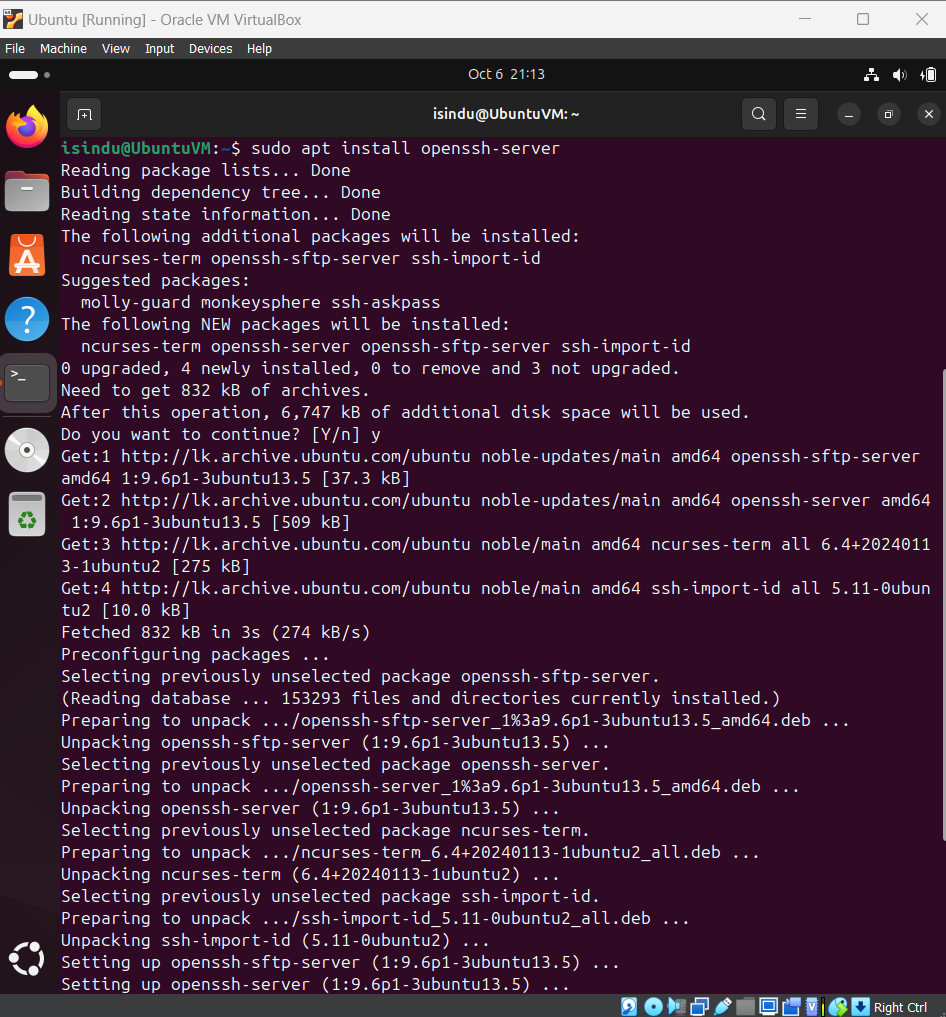 Ubuntu [Running] - Oracle VM VirtualBox
File Machine View Input Devices Help
Oct 6 21:13
isindu@UbuntuVM: ~
isindu@UbuntuVM:~$ sudo apt install openssh-server
Reading package lists... Done
Building dependency tree... Done
Reading state information... Done
The following additional packages will be installed:
  ncurses-term openssh-sftp-server ssh-import-id
Suggested packages:
  molly-guard monkeysphere ssh-askpass
The following NEW packages will be installed:
  ncurses-term openssh-server openssh-sftp-server ssh-import-id
0 upgraded, 4 newly installed, 0 to remove and 3 not upgraded.
Need to get 832 kB of archives.
After this operation, 6,747 kB of additional disk space will be used.
Do you want to continue? [Y/n] y
Get:1 http://lk.archive.ubuntu.com/ubuntu noble-updates/main amd64 openssh-sftp-server
amd64 1:9.6p1-3ubuntu13.5 [37.3 kB]
Get:2 http://lk.archive.ubuntu.com/ubuntu noble-updates/main amd64 openssh-server amd64
 1:9.6p1-3ubuntu13.5 [509 kB]
Get:3 http://lk.archive.ubuntu.com/ubuntu noble/main amd64 ncurses-term all 6.4+2024011
3-1ubuntu2 [275 kB]
Get:4 http://lk.archive.ubuntu.com/ubuntu noble/main amd64 ssh-import-id all 5.11-0ubun
tu2 [10.0 kB]
Fetched 832 kB in 3s (274 kB/s)
Preconfiguring packages ...
Selecting previously unselected package openssh-sftp-server.
(Reading database ... 153293 files and directories currently installed.)
Preparing to unpack .../openssh-sftp-server_1%3a9.6p1-3ubuntu13.5_amd64.deb ...
Unpacking openssh-sftp-server (1:9.6p1-3ubuntu13.5) ...
Selecting previously unselected package openssh-server.
Preparing to unpack .../openssh-server_1%3a9.6p1-3ubuntu13.5_amd64.deb ...
Unpacking openssh-server (1:9.6p1-3ubuntu13.5) ...
Selecting previously unselected package ncurses-term.
Preparing to unpack .../ncurses-term_6.4+20240113-1ubuntu2_all.deb ...
Unpacking ncurses-term (6.4+20240113-1ubuntu2) ...
Selecting previously unselected package ssh-import-id.
Preparing to unpack .../ssh-import-id_5.11-0ubuntu2_all.deb ...
Unpacking ssh-import-id (5.11-0ubuntu2) ...
Setting up openssh-sftp-server (1:9.6p1-3ubuntu13.5) ...
Setting up openssh-server (1:9.6p1-3ubuntu13.5) ...
Right Ctrl